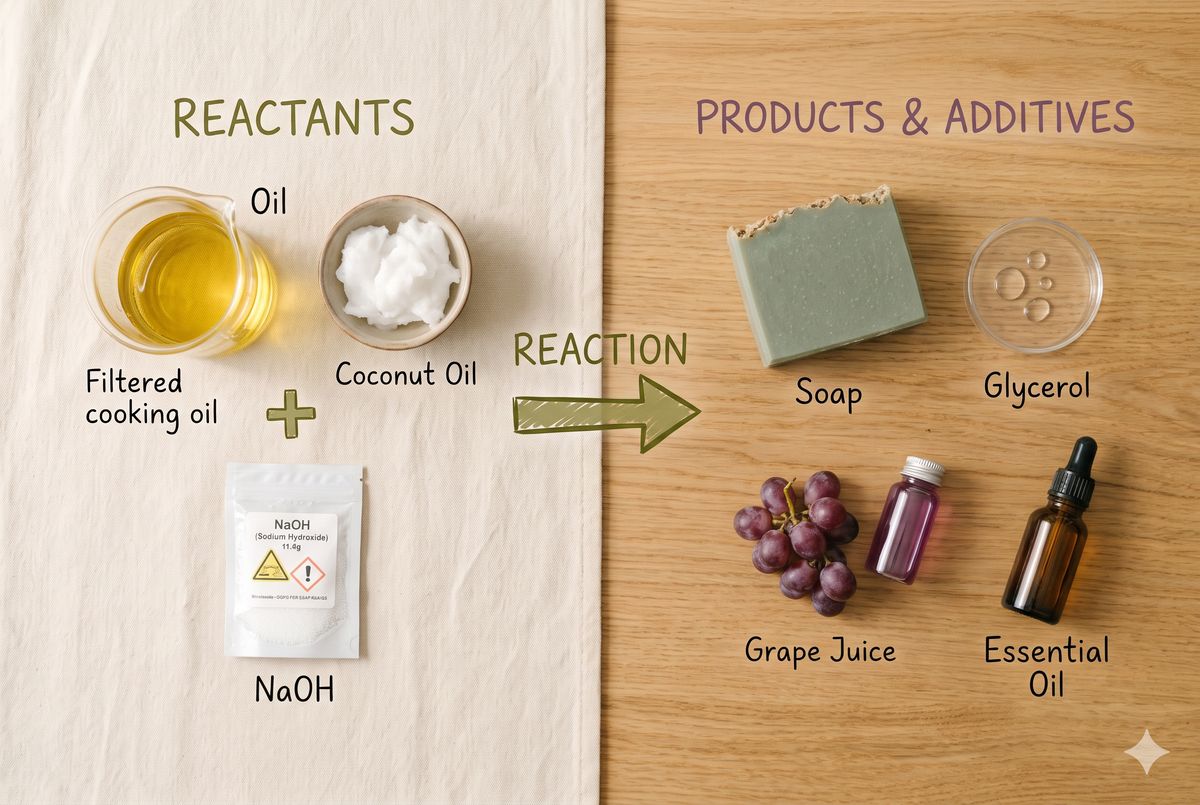 REACTANTS
PRODUCTS & ADDITIVES
Oil
Filtered
cooking oil
Coconut Oil
NaOH
(Sodium Hydroxide)
11.4g
NaOH
REACTION
Soap
Glycerol
Grape Juice
Essential
Oil